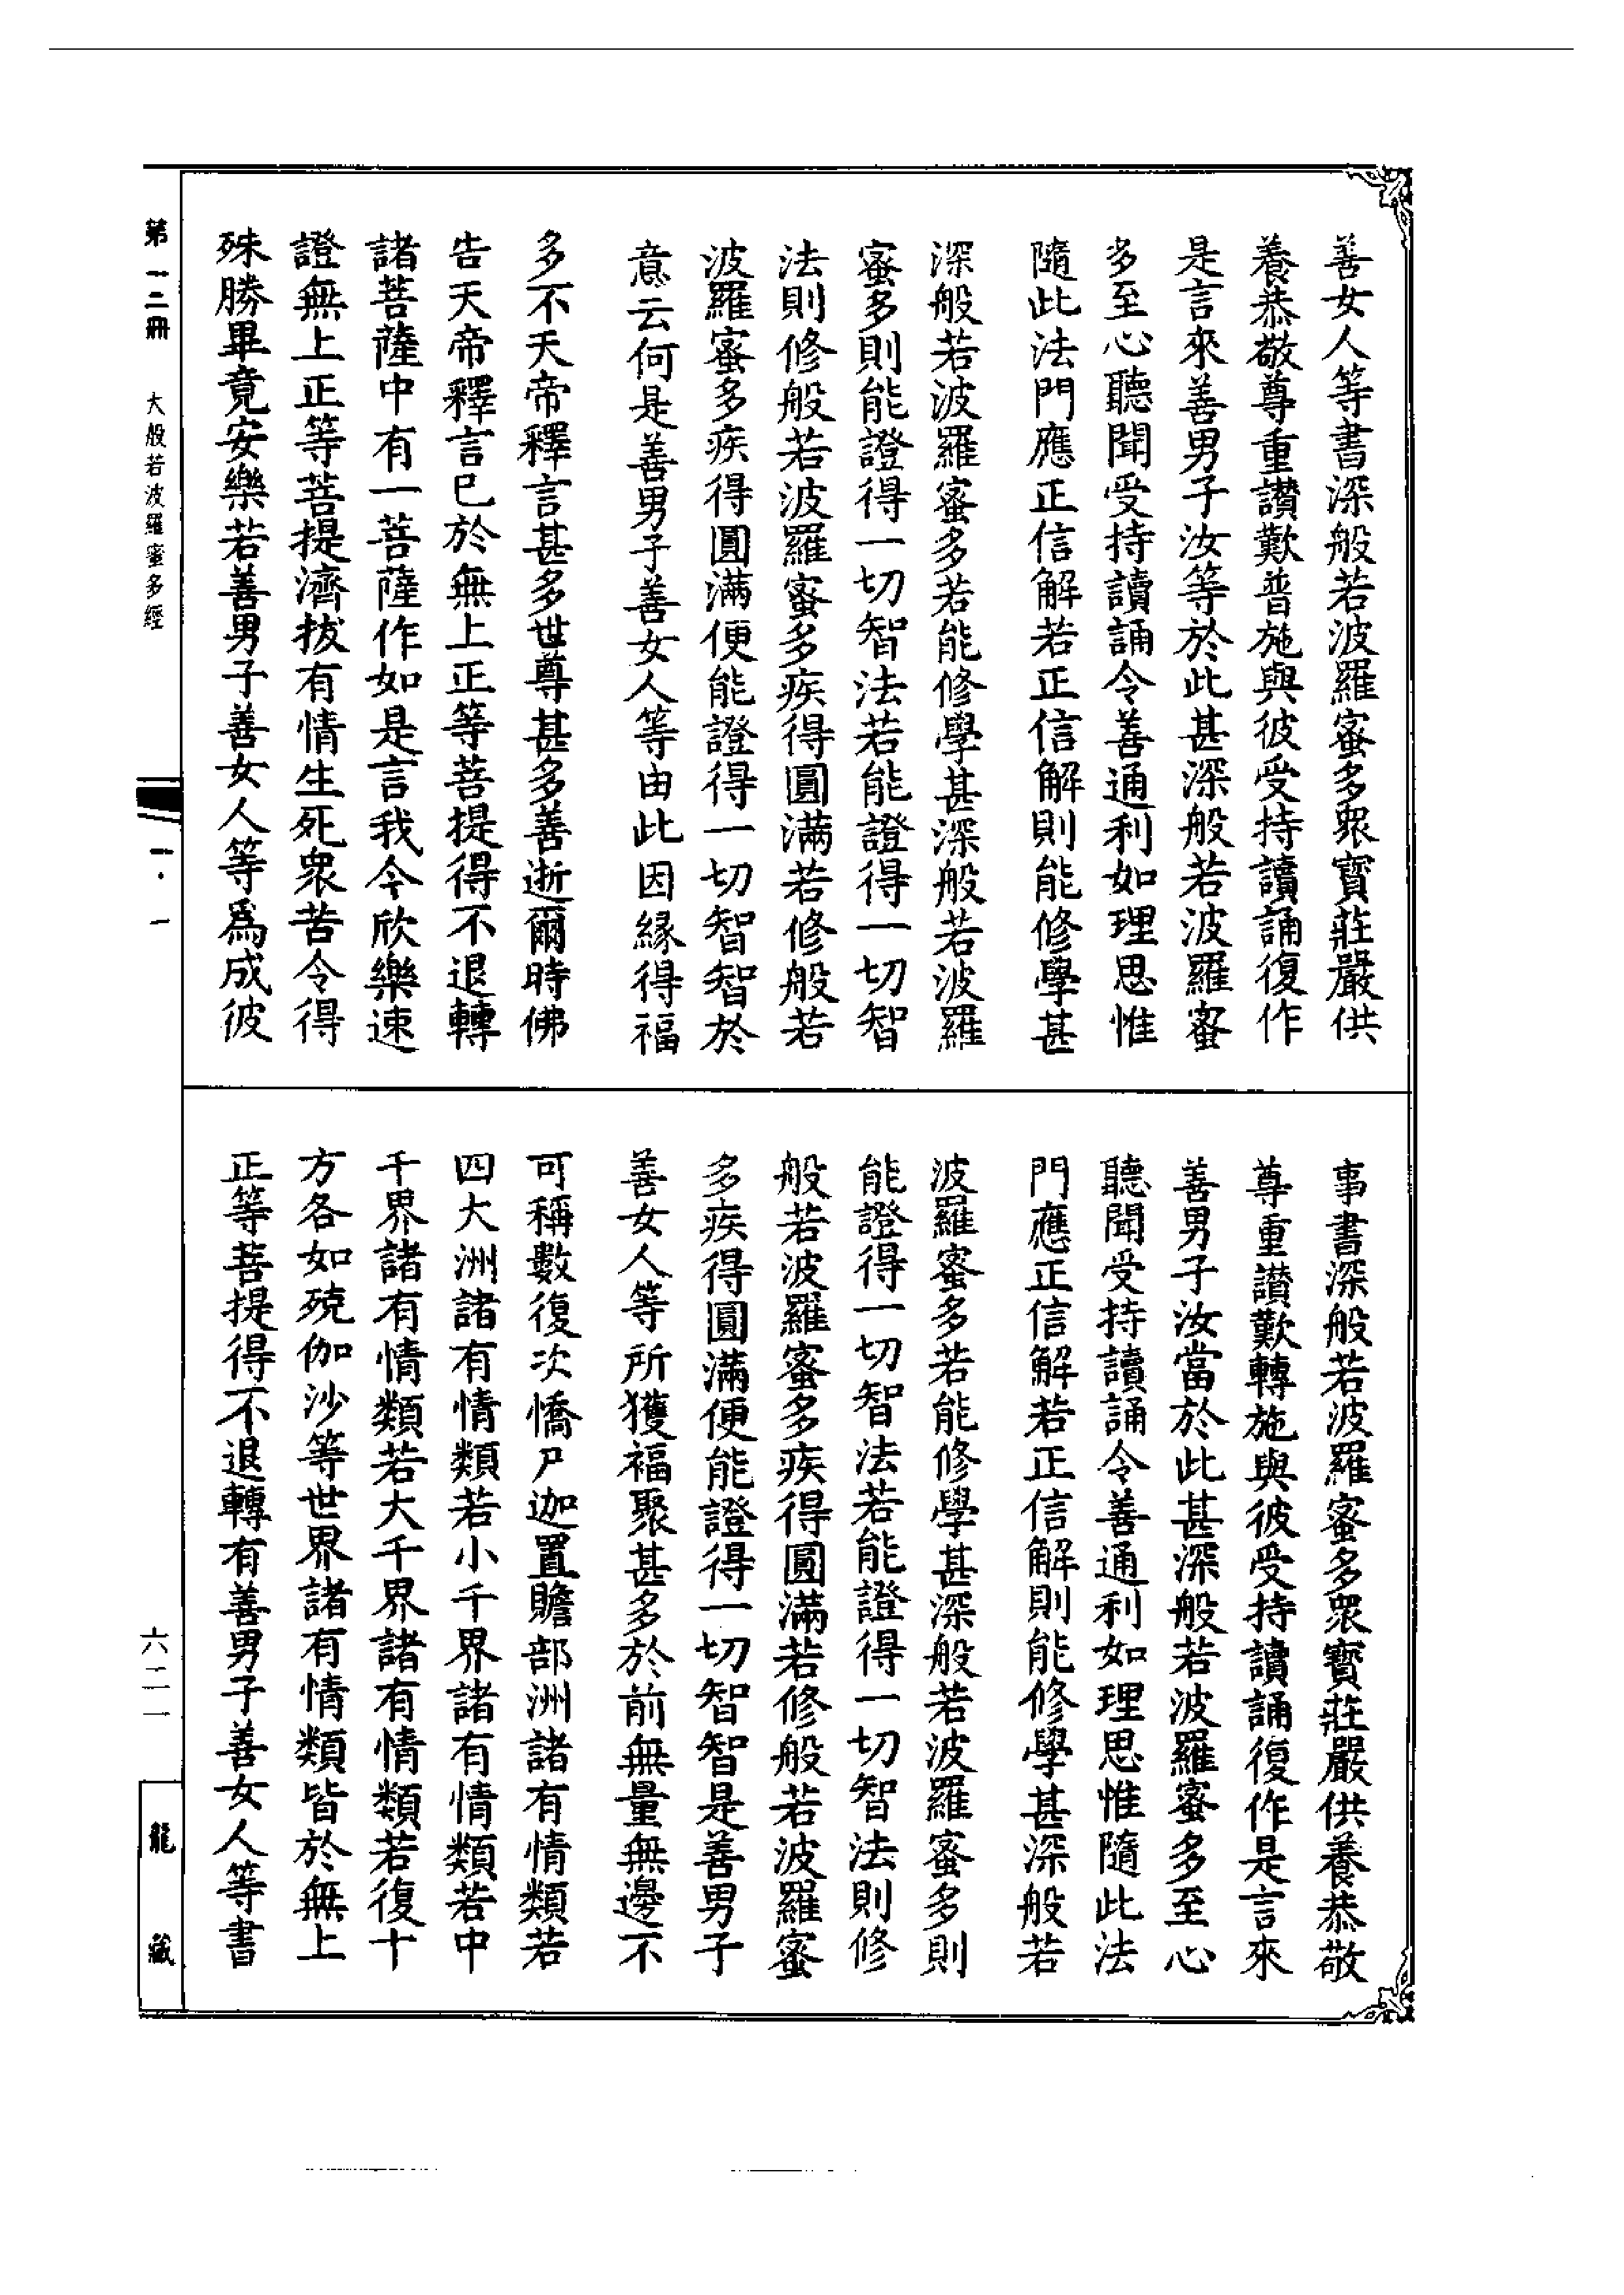 善女人等書深般若波羅蜜多衆寶莊嚴供
養恭敬尊重讚歎普施與彼受持讀誦復作
是言來善男子汝等於此甚深般若波羅蜜
多至心聽聞受持讀誦令善通利如理思惟
隨此法門應正信解若正信解則能修學甚
深般若波羅蜜多若能修學甚深般若波羅
蜜多則能證得一切智法若能證得一切智
法則修般若波羅蜜多疾得圓滿若修般若
波羅蜜多疾得圓滿便能證得一切智智於
意云何是善男子善女人等由此因緣得福
多不天帝釋言甚多世尊甚多善逝爾時佛
告天帝釋言已於無上正等菩提得不退轉
諸菩薩中有一菩薩作如是言我今欣樂速
證無上正等菩提濟拔有情生死衆苦令得
殊勝畢竟安樂若善男子善女人等爲成彼
事書深般若波羅蜜多衆寶莊嚴供養恭敬
尊重讚歎轉施與彼受持讀誦復作是言來
善男子汝當於此甚深般若波羅蜜多至心
聽聞受持讀誦令善通利如理思惟隨此法
門應正信解若正信解則能修學甚深般若
波羅蜜多若能修學甚深般若波羅蜜多則
能證得一切智法若能證得一切智法則修
般若波羅蜜多疾得圓滿若修般若波羅蜜
多疾得圓滿便能證得一切智智是善男子
善女人等所獲福聚甚多於前無量無邊不
可稱數復次憍尸迦置贍部洲諸有情類若
四大洲諸有情類若小千界諸有情類若中
千界諸有情類若大千界諸有情類若復十
方各如殑伽沙等世界諸有情類皆於無上
正等菩提得不退轉有善男子善女人等書
第一二冊
大般若波羅蜜多經
一·一
六二一
龍藏